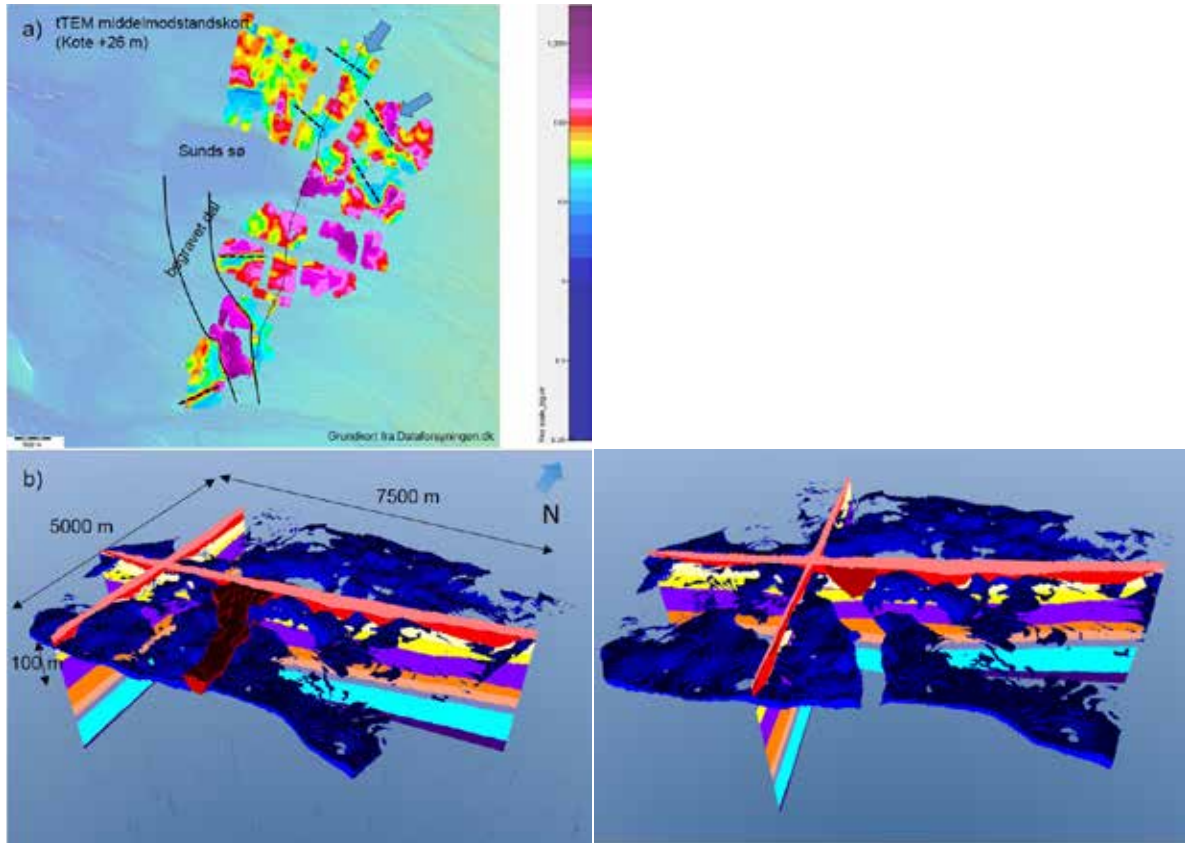 a)
tTEM middelmodstandskort
(Kote +26 m)
Sunds sø
begravet dal
Grundkort fra Dataforsyningen.dk
b)
5000 m
7500 m
N
100 m